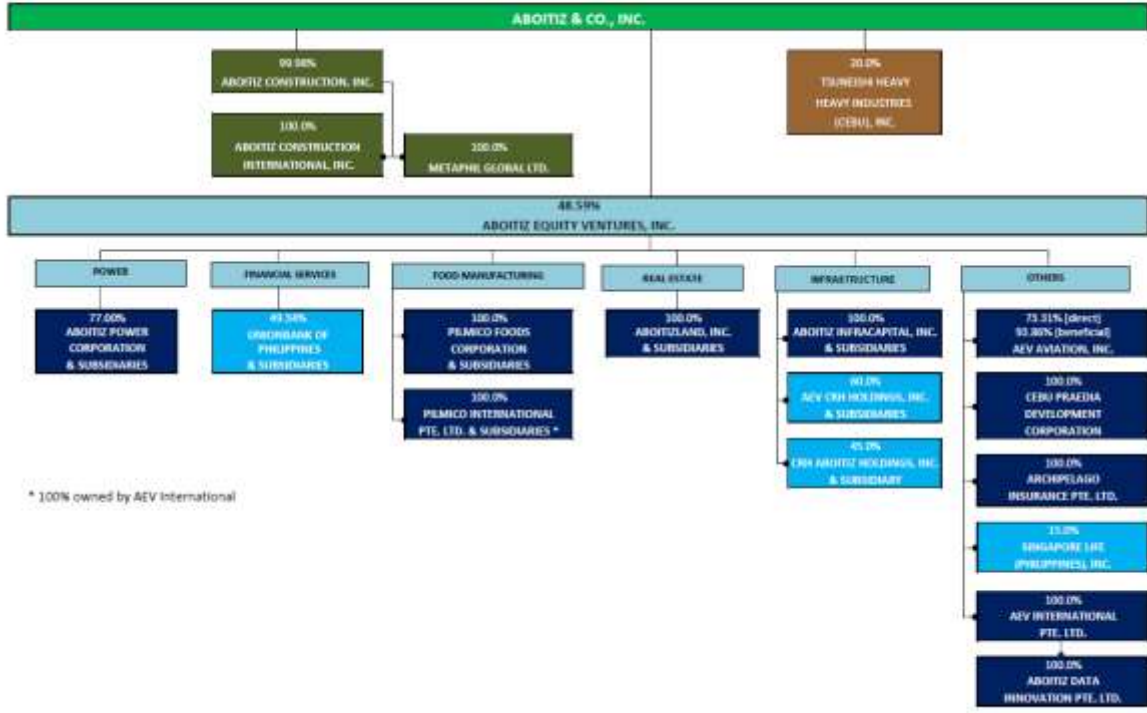 ABOITIZ & CO., INC.
99.98%
ABOITIZ CONSTRUCTION, INC.
20.0%
TSUNEISHI HEAVY
HEAVY INDUSTRIES
(CEBU), INC.
100.0%
ABOITIZ CONSTRUCTION
INTERNATIONAL, INC.
100.0%
METAPHIL GLOBAL LTD.
48.59%
ABOITIZ EQUITY VENTURES, INC.
POWER
FINANCIAL SERVICES
FOOD MANUFACTURING
REAL ESTATE
INFRASTRUCTURE
OTHERS
77.00%
ABOITIZ POWER
CORPORATION
& SUBSIDIARIES
UNIONBANK OF
PHILIPPINES
& SUBSIDIARIES
100.0%
PILMICO FOODS
CORPORATION
& SUBSIDIARIES
100.0%
PILMICO INTERNATIONAL
PTE. LTD. & SUBSIDIARIES *
100.0%
ABOITIZLAND, INC.
& SUBSIDIARIES
100.0%
ABOITIZ INFRACAPITAL, INC.
& SUBSIDIARIES
60.0%
AEV CRH HOLDINGS, INC.
& SUBSIDIARIES
45.0%
CRH ABOITIZ HOLDINGS, INC.
& SUBSIDIARY
73.31% (direct)
93.86% (beneficial)
AEV AVIATION, INC.
100.0%
CEBU PRAEDIA
DEVELOPMENT
CORPORATION
100.0%
ARCHIPELAGO
INSURANCE PTE. LTD.
15.0%
SINGAPORE LIFE
(PHILIPPINES), INC.
100.0%
AEV INTERNATIONAL
PTE. LTD.
100.0%
ABOITIZ DATA
INNOVATION PTE. LTD.
* 100% owned by AEV International